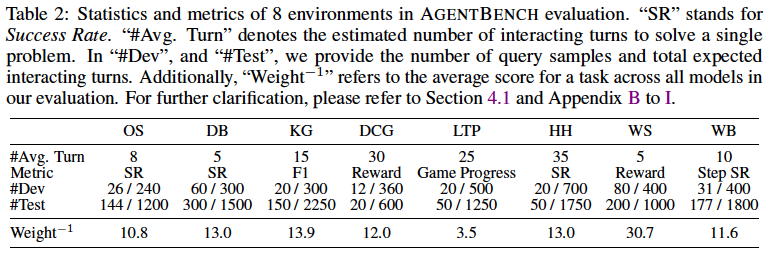 Table 2: Statistics and metrics of 8 environments in AGENTBENCH evaluation. “SR” stands for
Success Rate. “#Avg. Turn” denotes the estimated number of interacting turns to solve a single
problem. In “#Dev”, and “#Test”, we provide the number of query samples and total expected
interacting turns. Additionally, “Weight⁻¹” refers to the average score for a task across all models in
our evaluation. For further clarification, please refer to Section 4.1 and Appendix B to I.
OS DB KG DCG LTP HH WS WB
#Avg. Turn 8 5 15 30 25 35 5 10
Metric SR SR F1 Reward Game Progress SR Reward Step SR
#Dev 26 / 240 60 / 300 20 / 300 12 / 360 20 / 500 20 / 700 80 / 400 31 / 400
#Test 144 / 1200 300 / 1500 150 / 2250 20 / 600 50 / 1250 50 / 1750 200 / 1000 177 / 1800
Weight⁻¹ 10.8 13.0 13.9 12.0 3.5 13.0 30.7 11.6